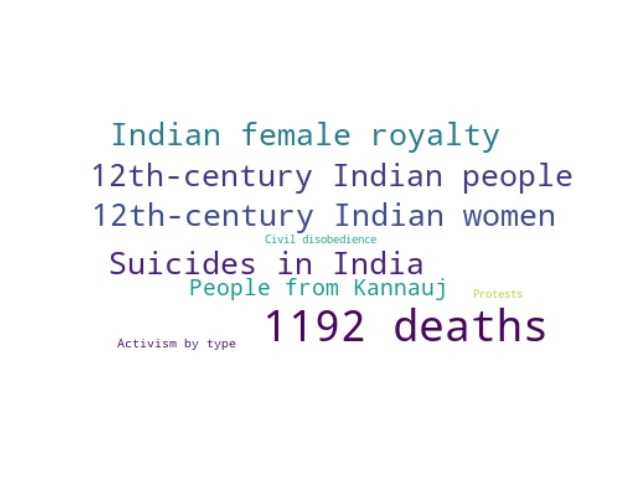 Indian female royalty
12th-century Indian people
12th-century Indian women
Civil disobedience
Suicides in India
People from Kannauj
Protests
1192 deaths
Activism by type